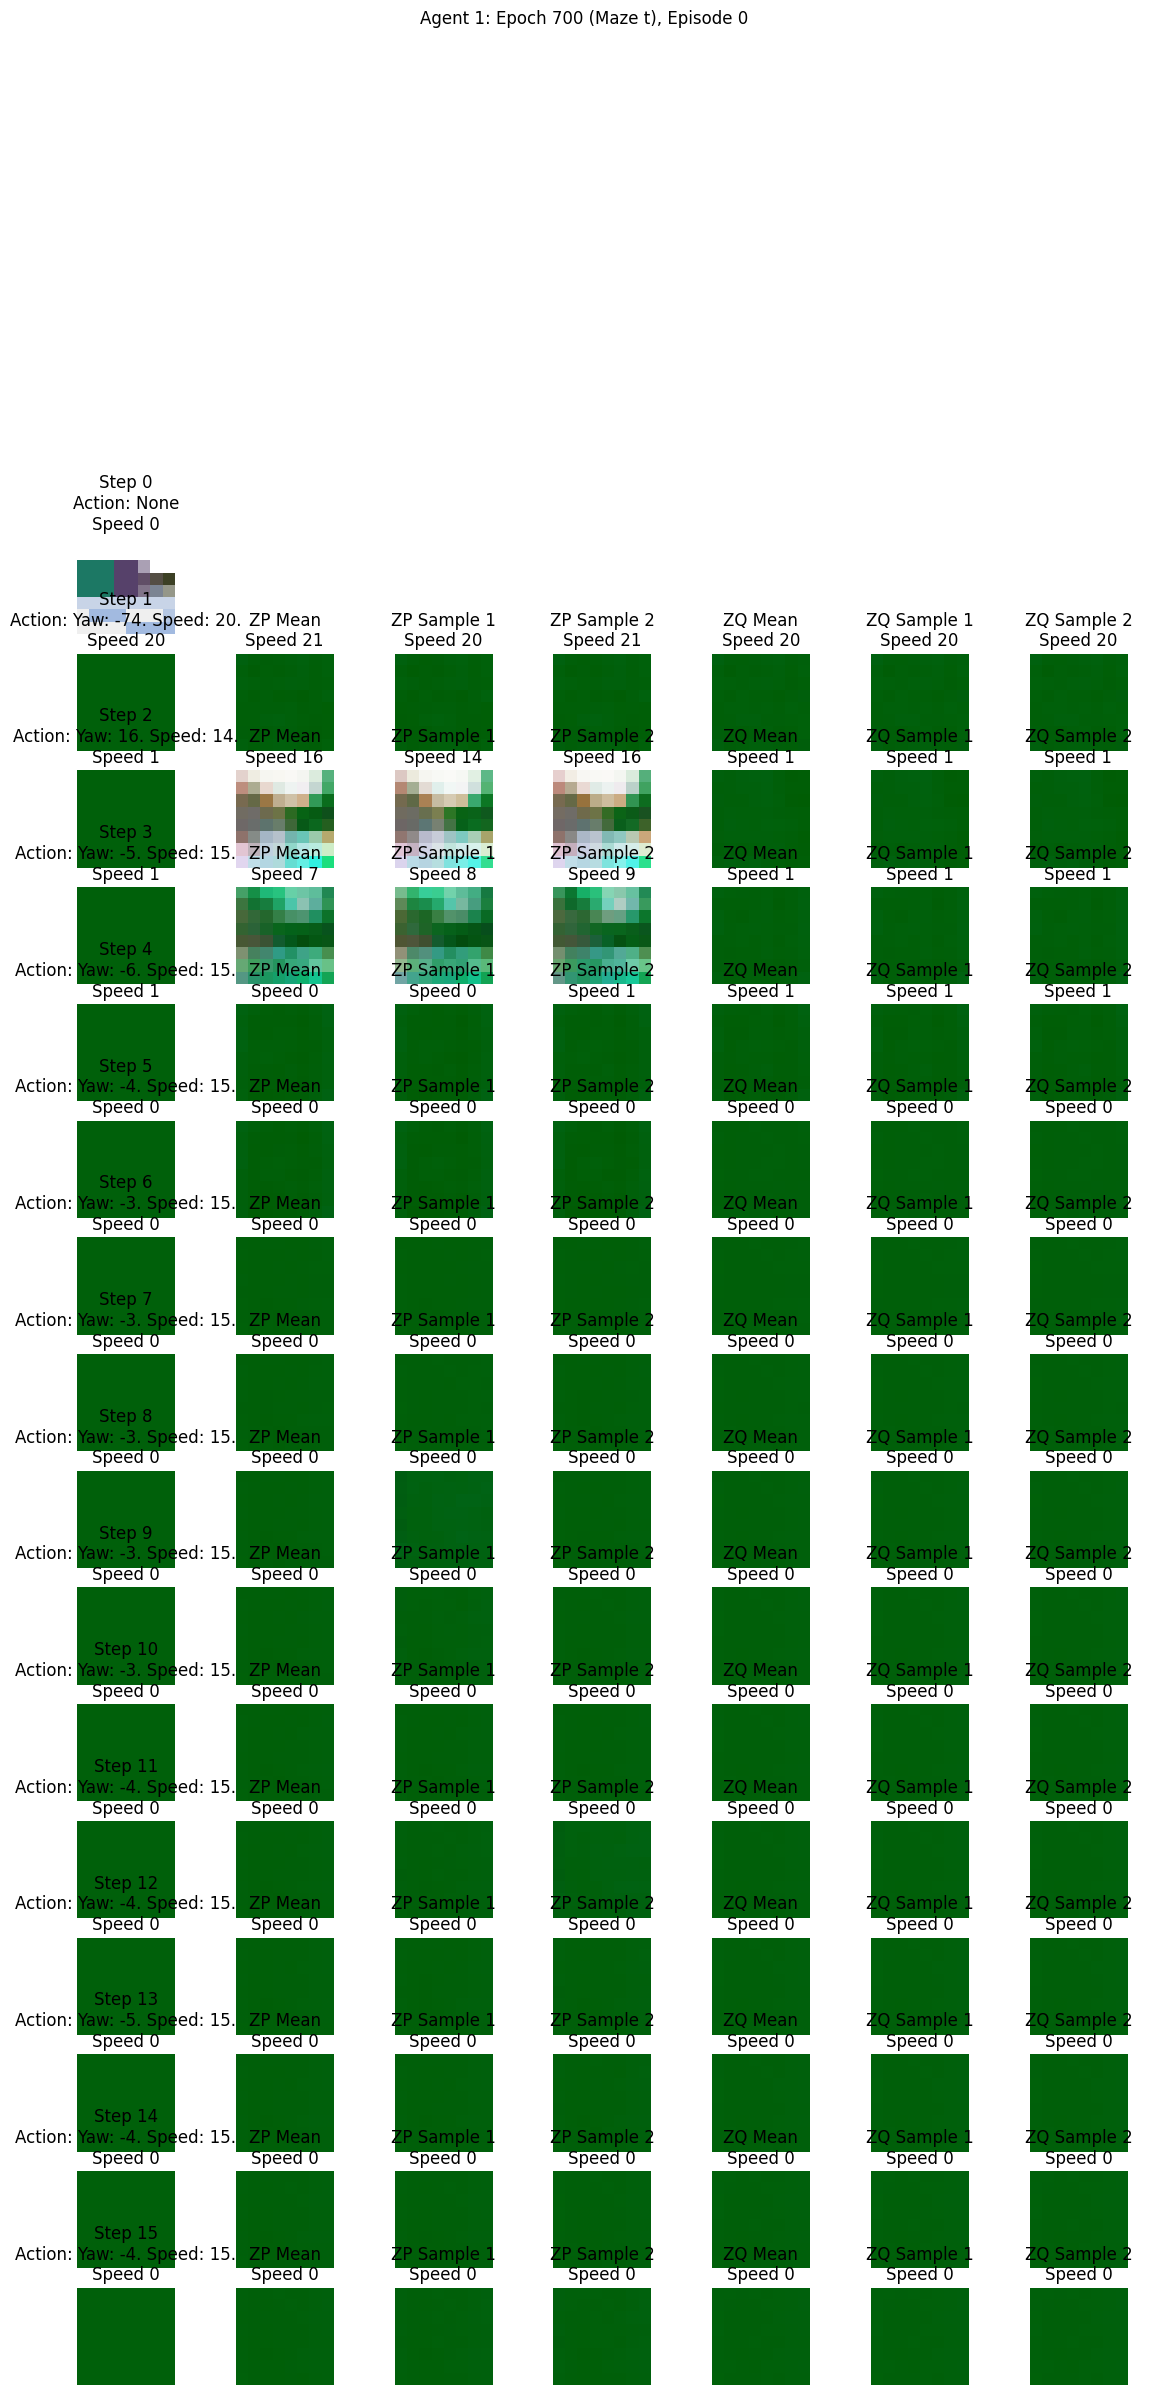 Agent 1: Epoch 700 (Maze t), Episode 0
Step 0
Action: None
Speed 0
Step 1
Action: Yaw: -74. Speed: 20. ZP Mean ZP Sample 1 ZP Sample 2 ZQ Mean ZQ Sample 1 ZQ Sample 2
Speed 20 Speed 21 Speed 20 Speed 21 Speed 20 Speed 20 Speed 20
Step 2
Action: Yaw: 16. Speed: 14. ZP Mean ZP Sample 1 ZP Sample 2 ZQ Mean ZQ Sample 1 ZQ Sample 2
Speed 1 Speed 16 Speed 14 Speed 16 Speed 1 Speed 1 Speed 1
Step 3
Action: Yaw: -5. Speed: 15. ZP Mean ZP Sample 1 ZP Sample 2 ZQ Mean ZQ Sample 1 ZQ Sample 2
Speed 1 Speed 7 Speed 8 Speed 9 Speed 1 Speed 1 Speed 1
Step 4
Action: Yaw: -6. Speed: 15. ZP Mean ZP Sample 1 ZP Sample 2 ZQ Mean ZQ Sample 1 ZQ Sample 2
Speed 1 Speed 0 Speed 0 Speed 1 Speed 1 Speed 1 Speed 1
Step 5
Action: Yaw: -4. Speed: 15. ZP Mean ZP Sample 1 ZP Sample 2 ZQ Mean ZQ Sample 1 ZQ Sample 2
Speed 0 Speed 0 Speed 0 Speed 0 Speed 0 Speed 0 Speed 0
Step 6
Action: Yaw: -3. Speed: 15. ZP Mean ZP Sample 1 ZP Sample 2 ZQ Mean ZQ Sample 1 ZQ Sample 2
Speed 0 Speed 0 Speed 0 Speed 0 Speed 0 Speed 0 Speed 0
Step 7
Action: Yaw: -3. Speed: 15. ZP Mean ZP Sample 1 ZP Sample 2 ZQ Mean ZQ Sample 1 ZQ Sample 2
Speed 0 Speed 0 Speed 0 Speed 0 Speed 0 Speed 0 Speed 0
Step 8
Action: Yaw: -3. Speed: 15. ZP Mean ZP Sample 1 ZP Sample 2 ZQ Mean ZQ Sample 1 ZQ Sample 2
Speed 0 Speed 0 Speed 0 Speed 0 Speed 0 Speed 0 Speed 0
Step 9
Action: Yaw: -3. Speed: 15. ZP Mean ZP Sample 1 ZP Sample 2 ZQ Mean ZQ Sample 1 ZQ Sample 2
Speed 0 Speed 0 Speed 0 Speed 0 Speed 0 Speed 0 Speed 0
Step 10
Action: Yaw: -3. Speed: 15. ZP Mean ZP Sample 1 ZP Sample 2 ZQ Mean ZQ Sample 1 ZQ Sample 2
Speed 0 Speed 0 Speed 0 Speed 0 Speed 0 Speed 0 Speed 0
Step 11
Action: Yaw: -4. Speed: 15. ZP Mean ZP Sample 1 ZP Sample 2 ZQ Mean ZQ Sample 1 ZQ Sample 2
Speed 0 Speed 0 Speed 0 Speed 0 Speed 0 Speed 0 Speed 0
Step 12
Action: Yaw: -4. Speed: 15. ZP Mean ZP Sample 1 ZP Sample 2 ZQ Mean ZQ Sample 1 ZQ Sample 2
Speed 0 Speed 0 Speed 0 Speed 0 Speed 0 Speed 0 Speed 0
Step 13
Action: Yaw: -5. Speed: 15. ZP Mean ZP Sample 1 ZP Sample 2 ZQ Mean ZQ Sample 1 ZQ Sample 2
Speed 0 Speed 0 Speed 0 Speed 0 Speed 0 Speed 0 Speed 0
Step 14
Action: Yaw: -4. Speed: 15. ZP Mean ZP Sample 1 ZP Sample 2 ZQ Mean ZQ Sample 1 ZQ Sample 2
Speed 0 Speed 0 Speed 0 Speed 0 Speed 0 Speed 0 Speed 0
Step 15
Action: Yaw: -4. Speed: 15. ZP Mean ZP Sample 1 ZP Sample 2 ZQ Mean ZQ Sample 1 ZQ Sample 2
Speed 0 Speed 0 Speed 0 Speed 0 Speed 0 Speed 0 Speed 0